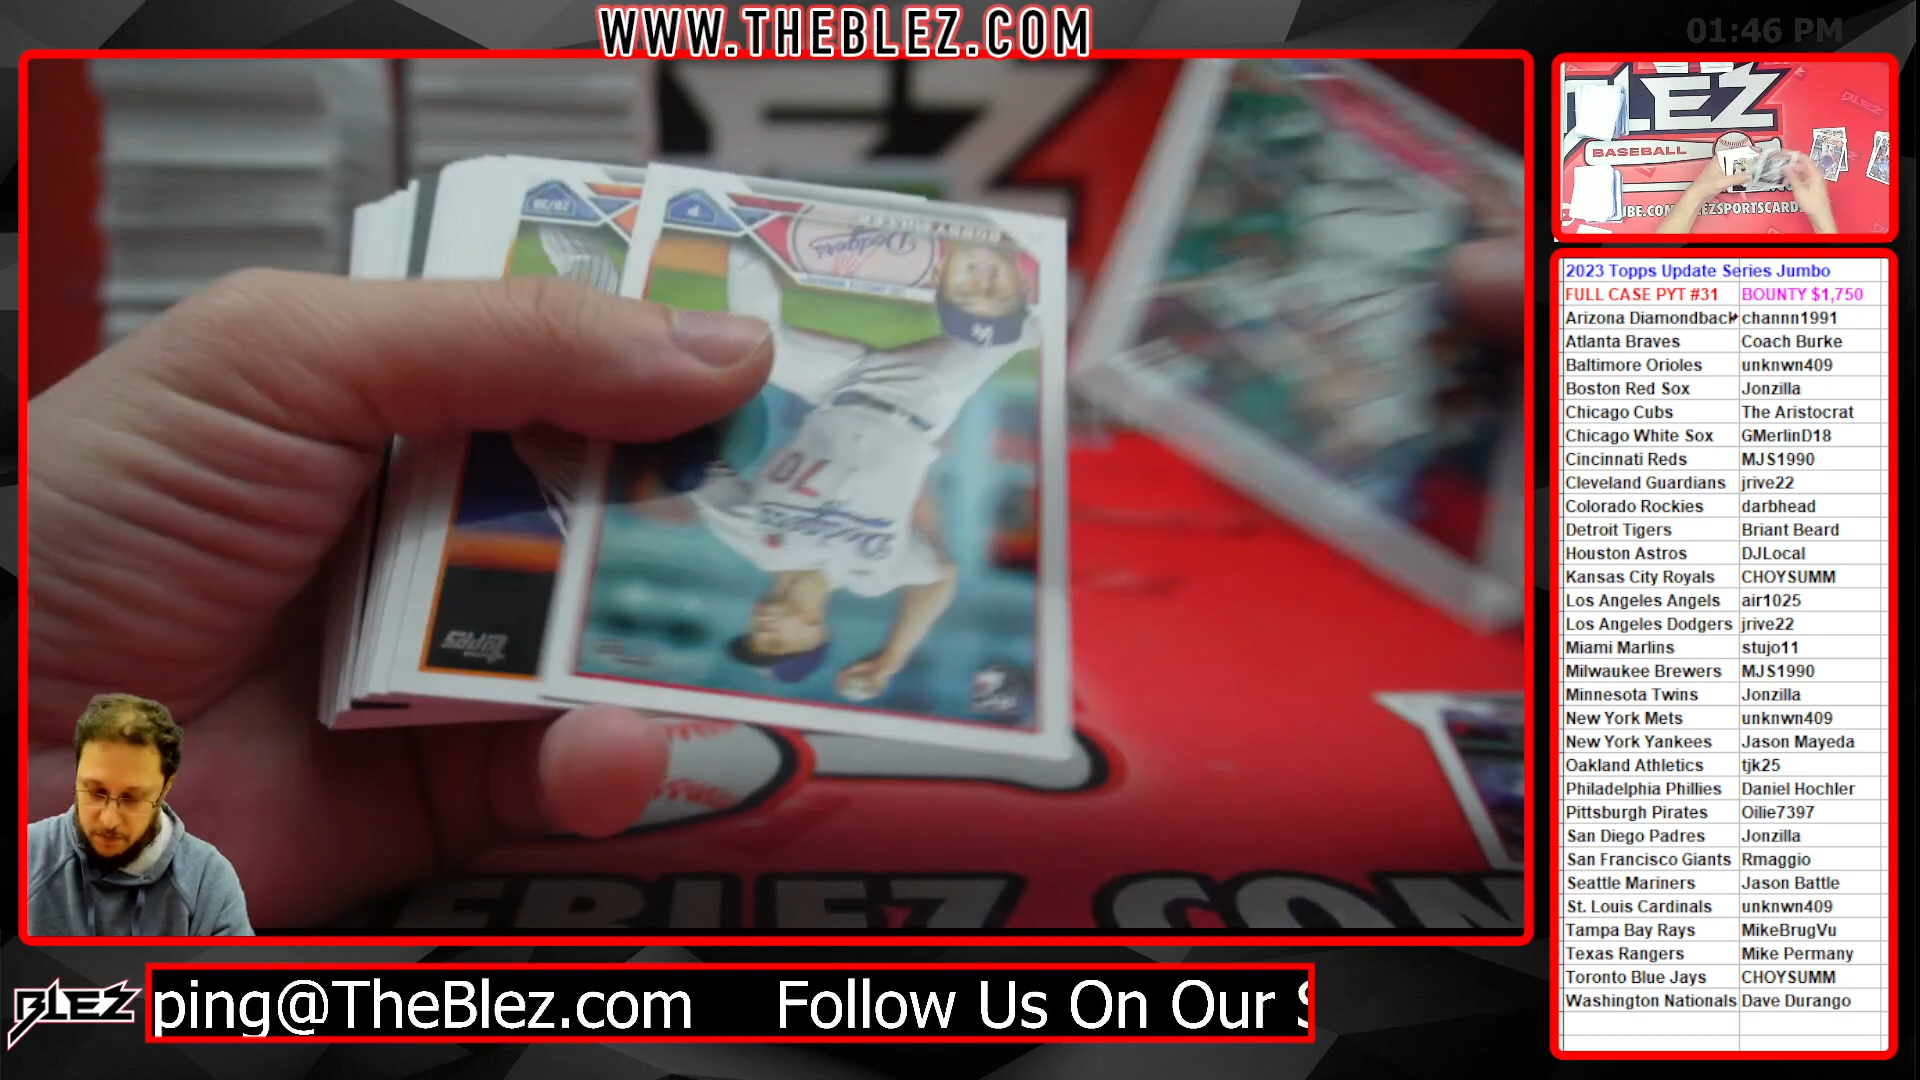 WWW.THEBLEZ.COM
01:46 PM
BLEZ
BASEBALL
Dodgers
P
70
Dodgers
2023 Topps Update Series Jumbo
FULL CASE PYT #31 BOUNTY $1,750
Arizona Diamondback channn1991
Atlanta Braves Coach Burke
Baltimore Orioles unknwn409
Boston Red Sox Jonzilla
Chicago Cubs The Aristocrat
Chicago White Sox GMerlinD18
Cincinnati Reds MJS1990
Cleveland Guardians jrive22
Colorado Rockies darbhead
Detroit Tigers Briant Beard
Houston Astros DJLocal
Kansas City Royals CHOYSUMM
Los Angeles Angels air1025
Los Angeles Dodgers jrive22
Miami Marlins stujo11
Milwaukee Brewers MJS1990
Minnesota Twins Jonzilla
New York Mets unknwn409
New York Yankees Jason Mayeda
Oakland Athletics tjk25
Philadelphia Phillies Daniel Hochler
Pittsburgh Pirates Oilie7397
San Diego Padres Jonzilla
San Francisco Giants Rmaggio
Seattle Mariners Jason Battle
St. Louis Cardinals unknwn409
Tampa Bay Rays MikeBrugVu
Texas Rangers Mike Permany
Toronto Blue Jays CHOYSUMM
Washington Nationals Dave Durango
BLEZ
ping@TheBlez.com Follow Us On Our S